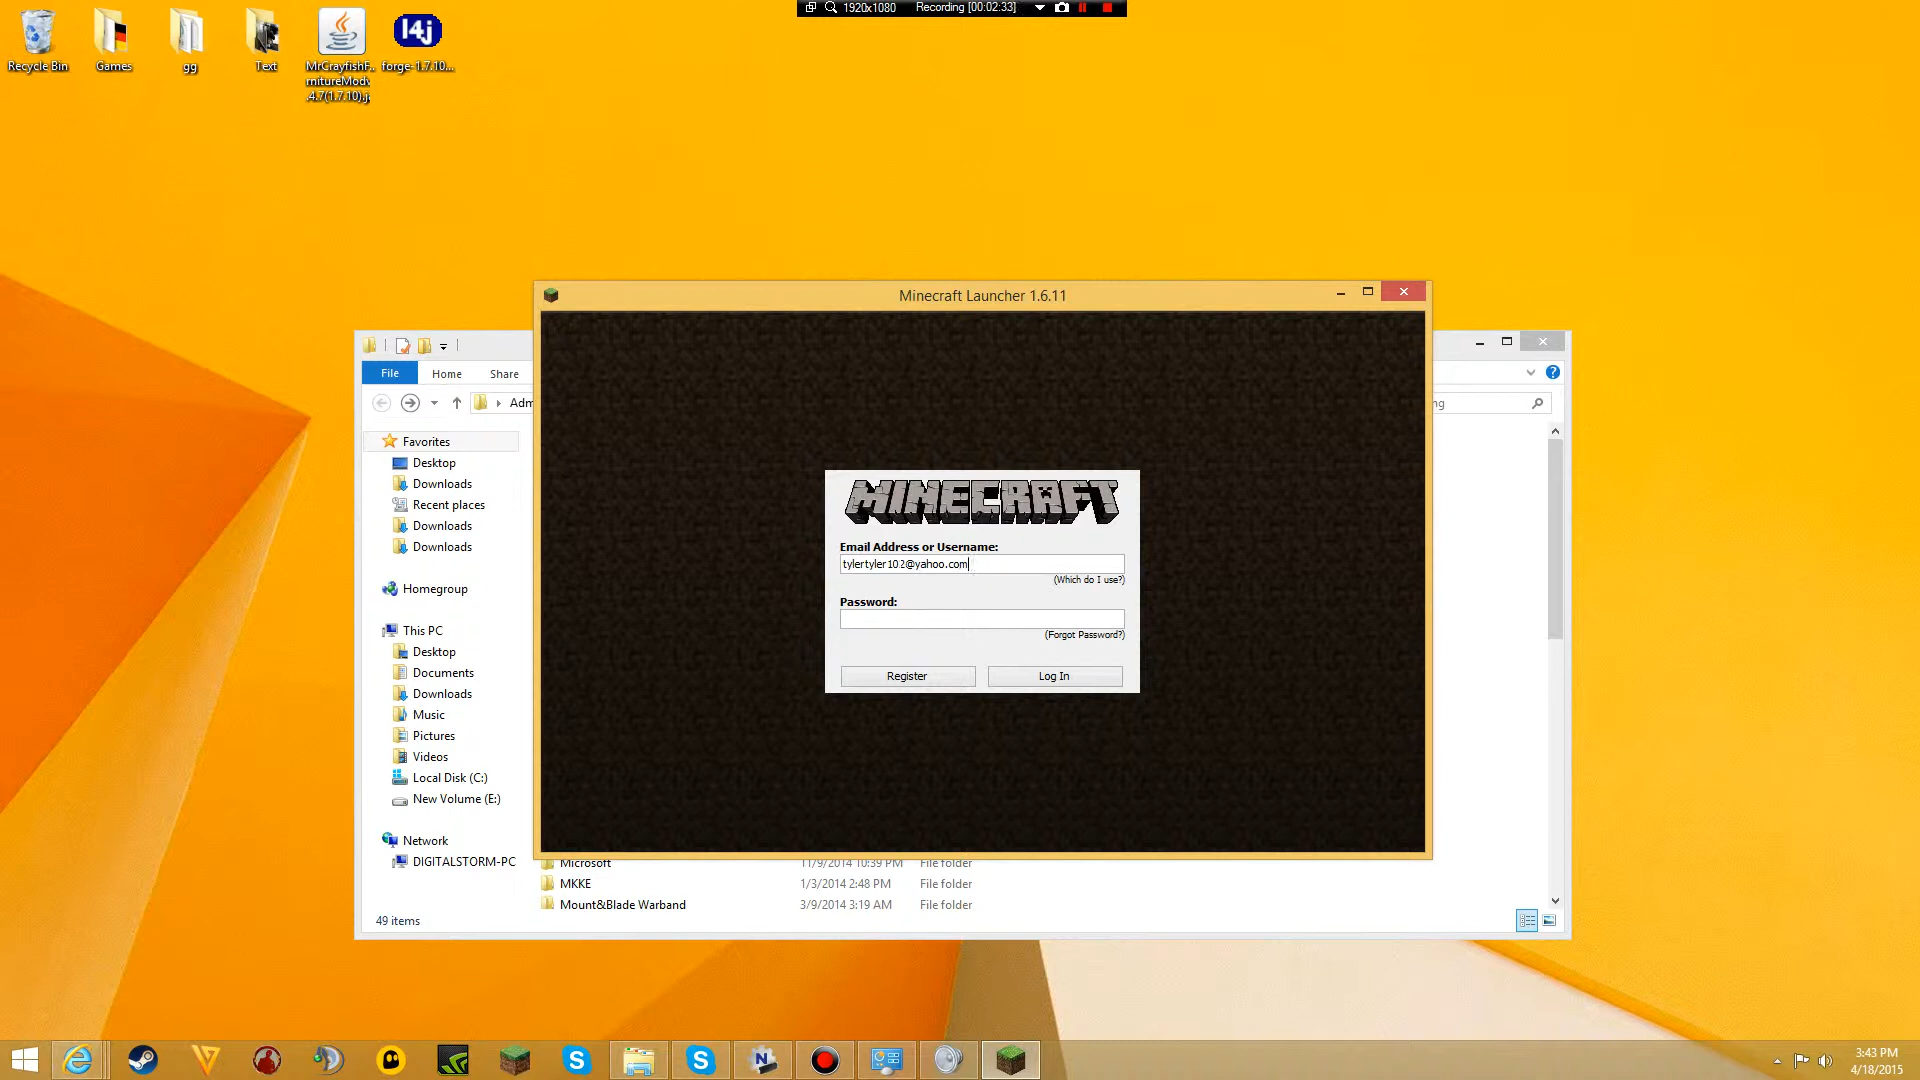 1920x1080 Recording [00:02:33]
Recycle Bin
Games
gg
Text
MrCrayfishF...
rnitureModv
.4.7(1.7.10).j
forge-1.7.10...
l4j
Minecraft Launcher 1.6.11
File Home Share
Adm
ng
Favorites
Desktop
Downloads
Recent places
Downloads
Downloads
Homegroup
This PC
Desktop
Documents
Downloads
Music
Pictures
Videos
Local Disk (C:)
New Volume (E:)
Network
DIGITALSTORM-PC
MINECRAFT
Email Address or Username:
tylertyler102@yahoo.com
(Which do I use?)
Password:
(Forgot Password?)
Register Log In
Microsoft 11/9/2014 10:39 PM File folder
MKKE 1/3/2014 2:48 PM File folder
Mount&Blade Warband 3/9/2014 3:19 AM File folder
49 items
3:43 PM
4/18/2015